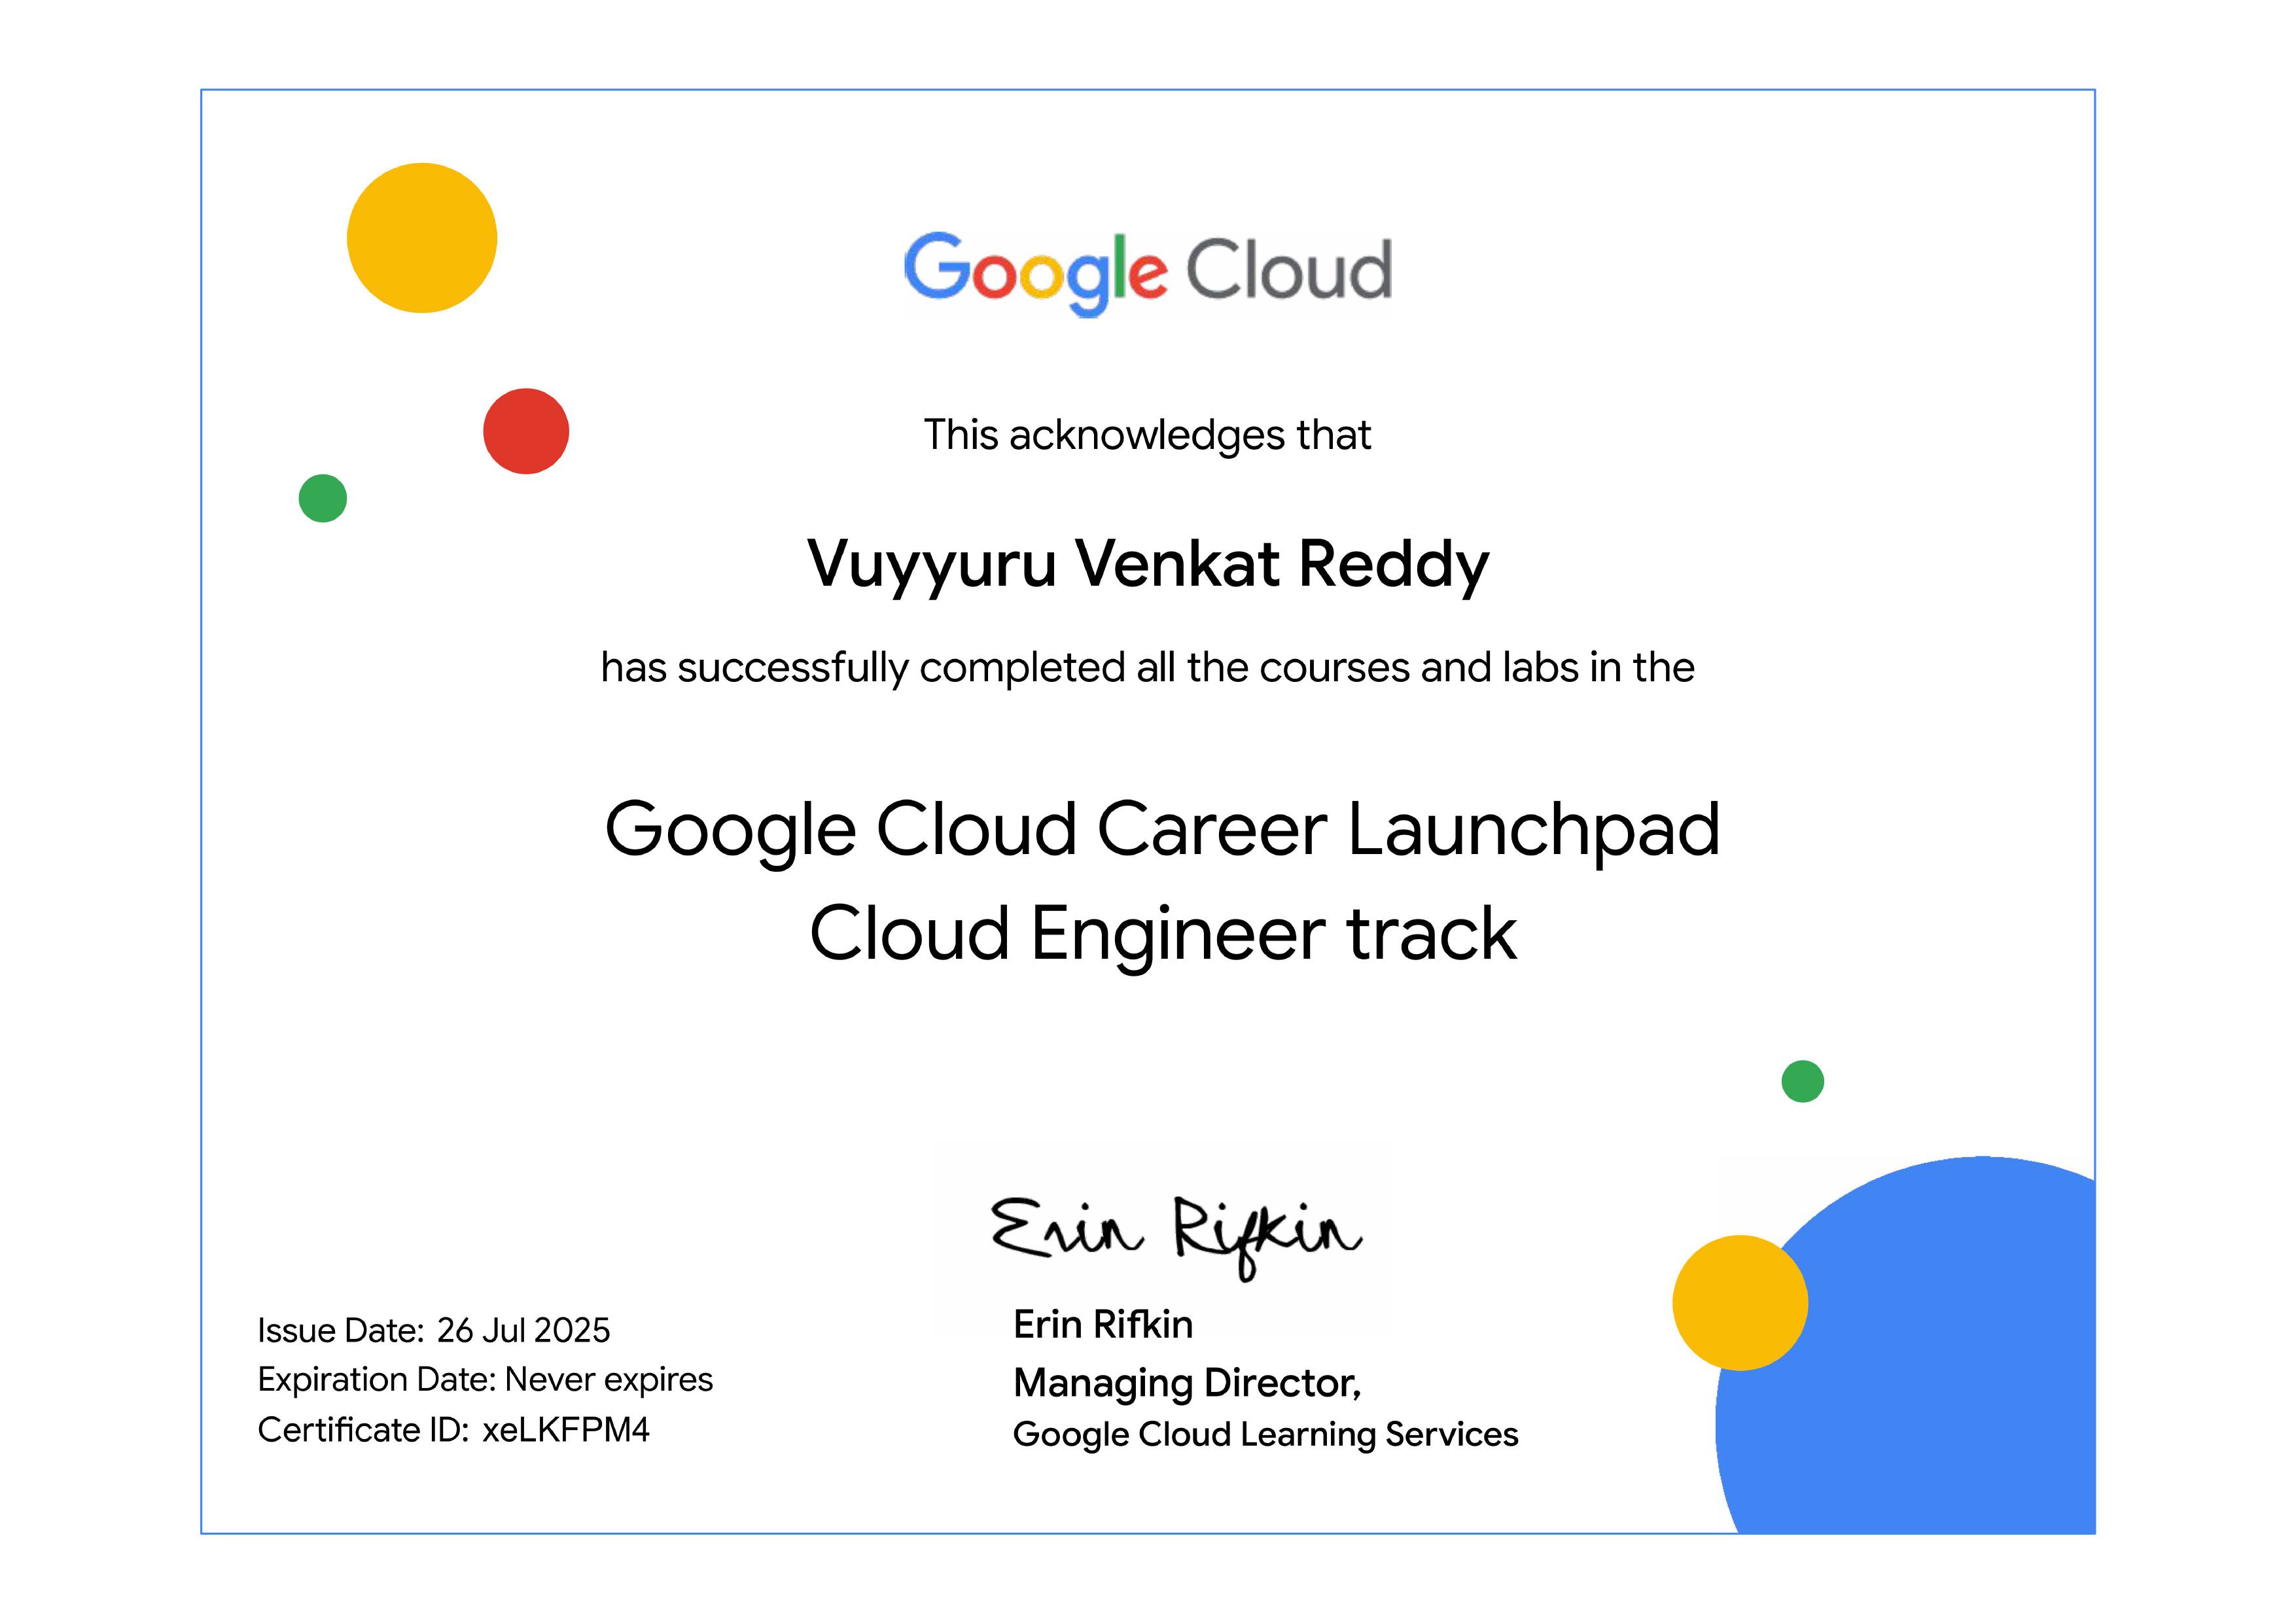 Google Cloud
This acknowledges that
Vuyyuru Venkat Reddy
has successfully completed all the courses and labs in the
Google Cloud Career Launchpad
Cloud Engineer track
Erin Rifkin
Erin Rifkin
Managing Director,
Google Cloud Learning Services
Issue Date: 26 Jul 2025
Expiration Date: Never expires
Certificate ID: xeLKFPM4